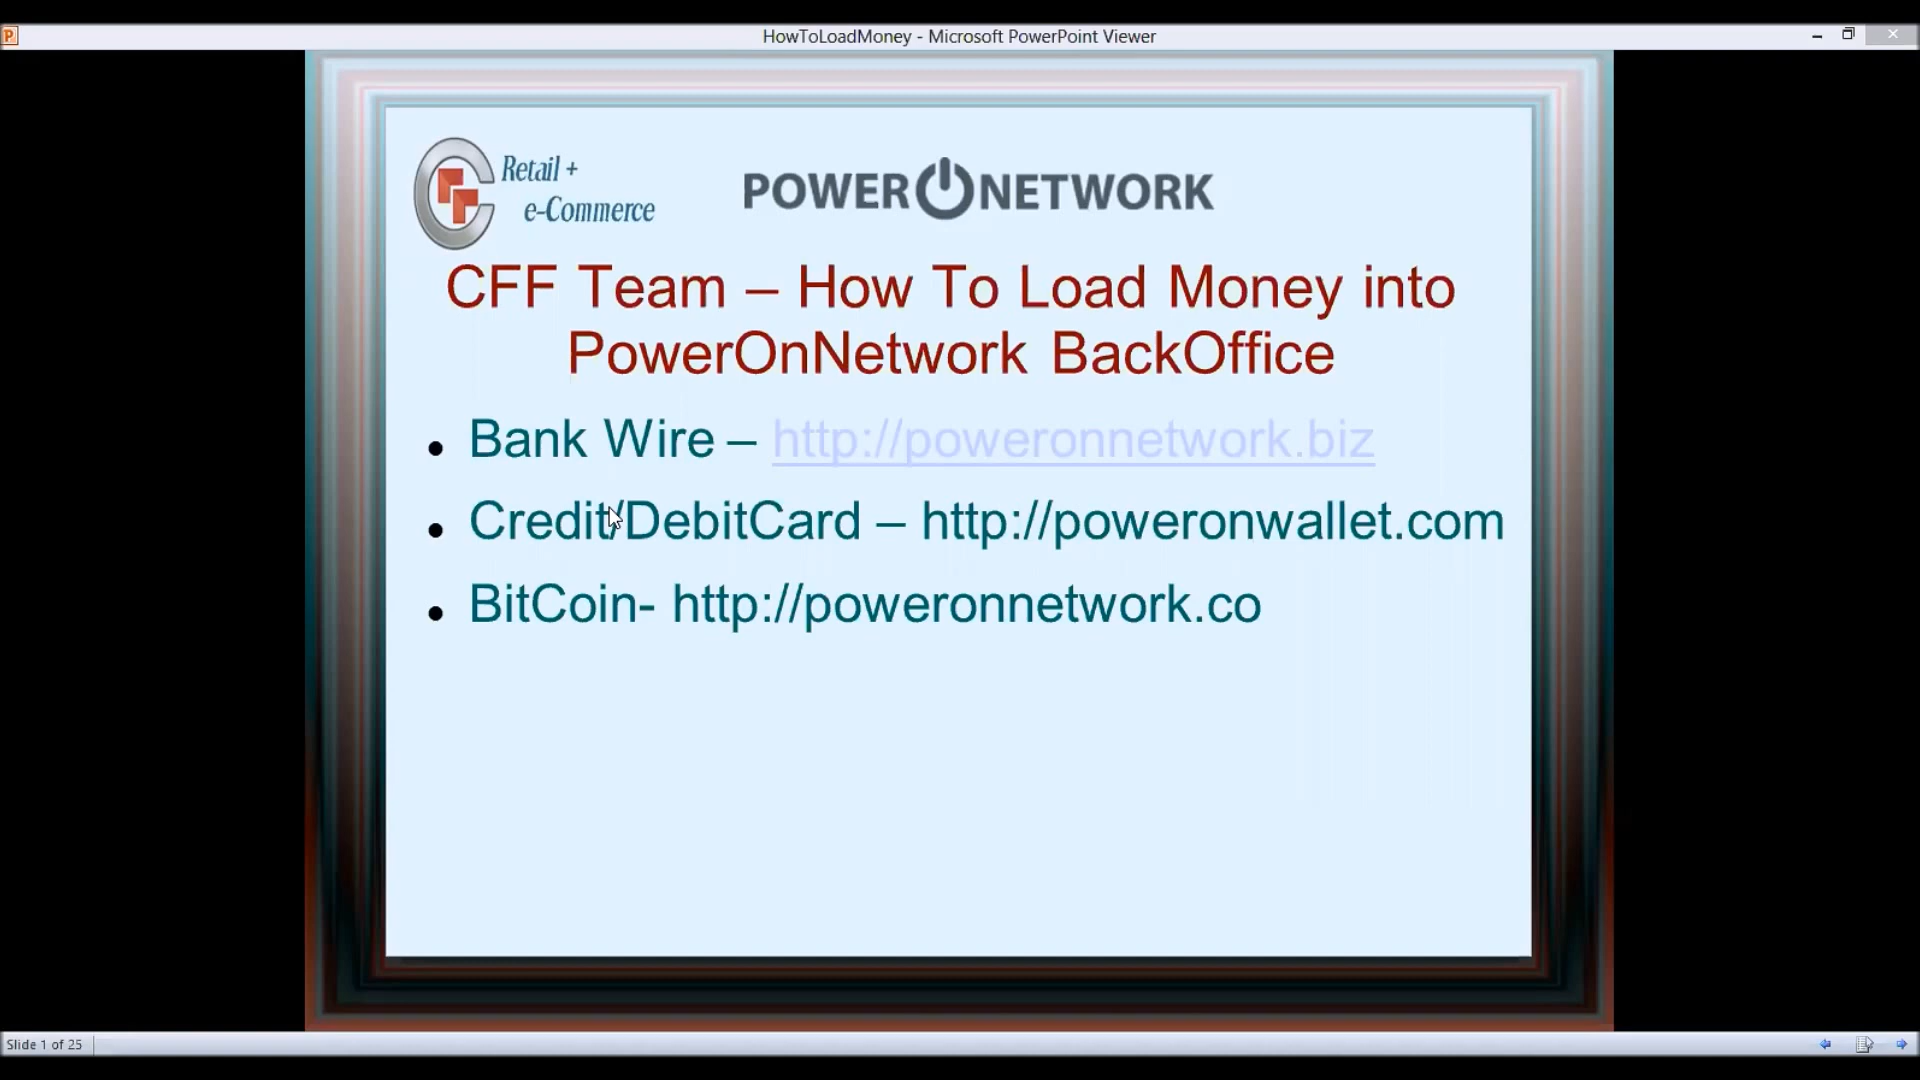 HowToLoadMoney - Microsoft PowerPoint Viewer
Retail +
e-Commerce
POWER NETWORK
CFF Team – How To Load Money into
PowerOnNetwork BackOffice
• Bank Wire – http://poweronnetwork.biz
• Credit/DebitCard – http://poweronwallet.com
• BitCoin- http://poweronnetwork.co
Slide 1 of 25